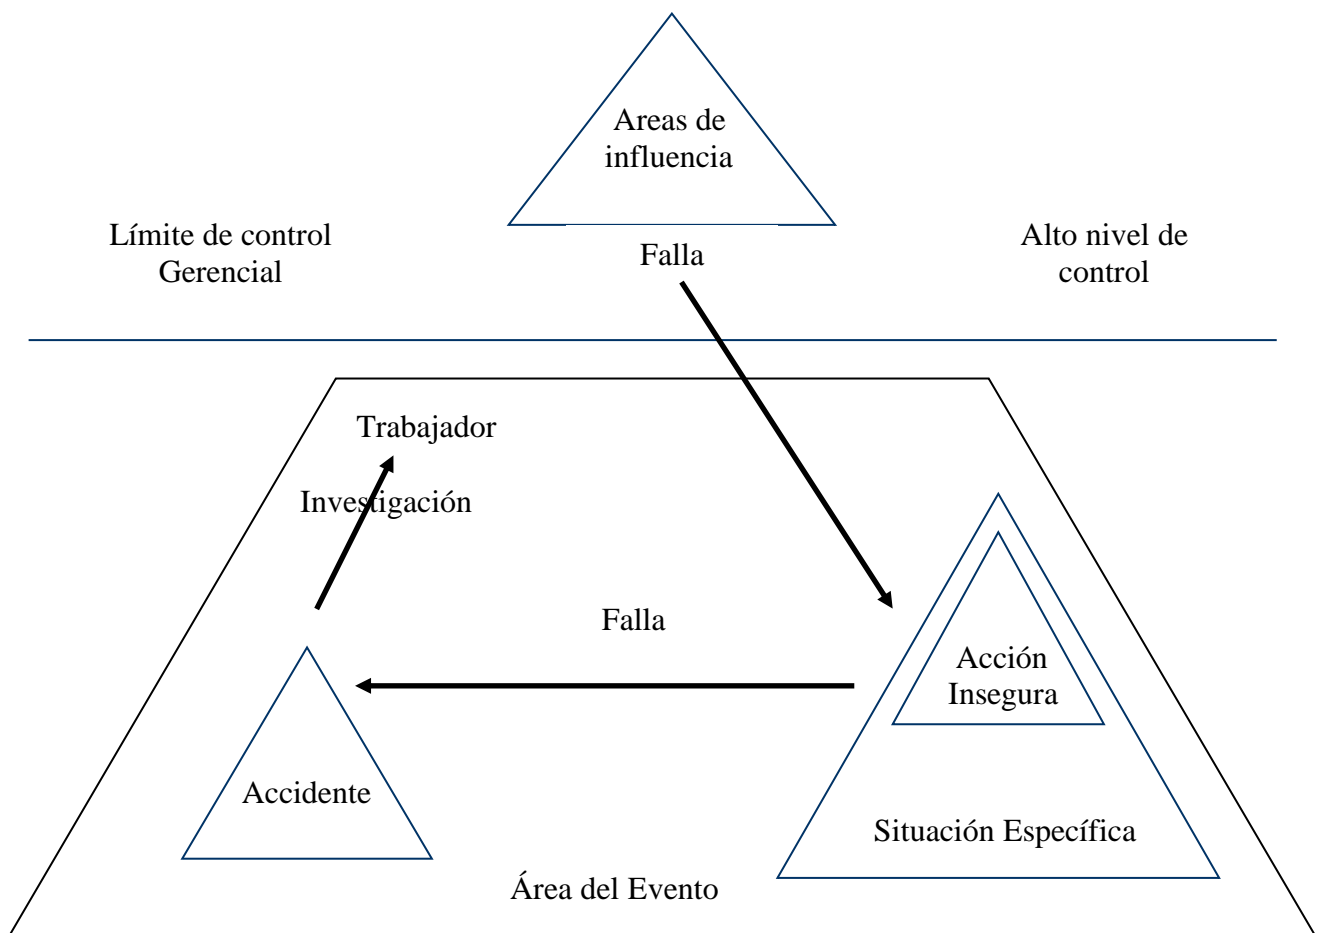 Areas de
influencia
Límite de control
Gerencial
Alto nivel de
control
Falla
Trabajador
Investigación
Falla
Acción
Insegura
Accidente
Situación Específica
Área del Evento